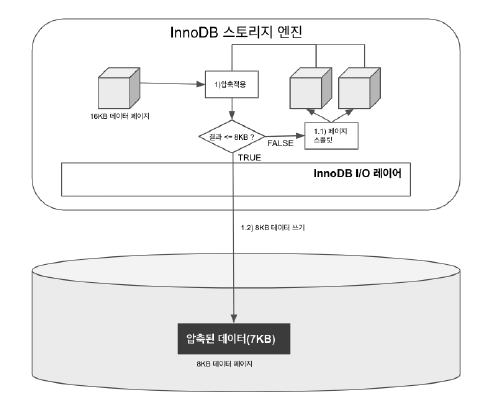 InnoDB 스토리지 엔진
1)압축적용
16KB 데이터 페이지
결과 <= 8KB ?
FALSE
1.1) 페이지
스플릿
TRUE
InnoDB I/O 레이어
1.2) 8KB 데이터 쓰기
압축된 데이터(7KB)
8KB 데이터 페이지